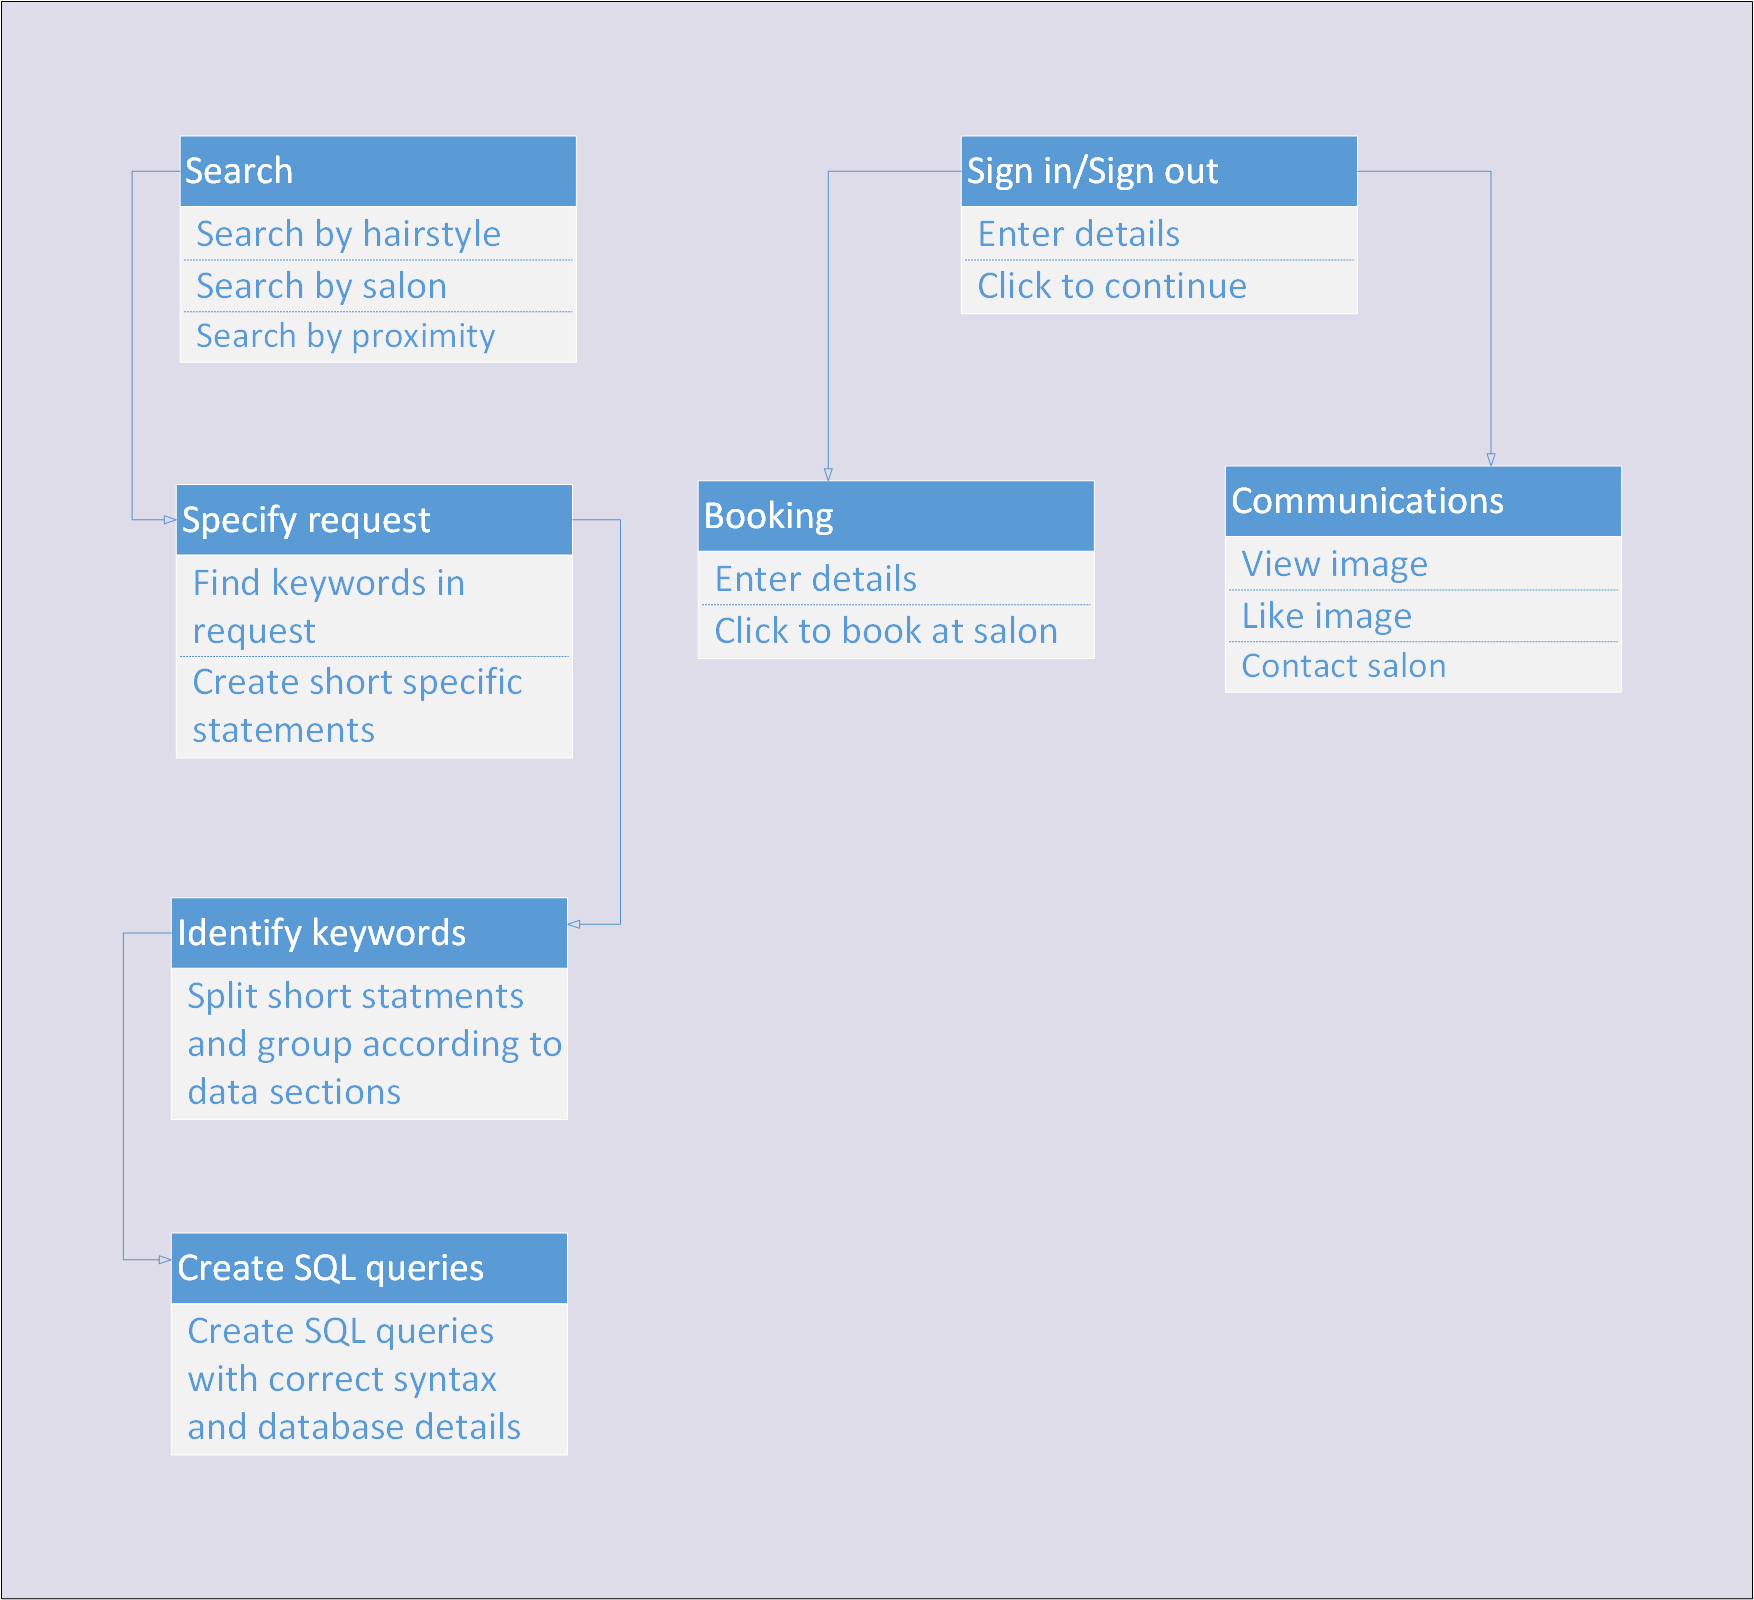 Search
Search by hairstyle
Search by salon
Search by proximity
Sign in/Sign out
Enter details
Click to continue
Specify request
Find keywords in
request
Create short specific
statements
Booking
Enter details
Click to book at salon
Communications
View image
Like image
Contact salon
Identify keywords
Split short statments
and group according to
data sections
Create SQL queries
Create SQL queries
with correct syntax
and database details